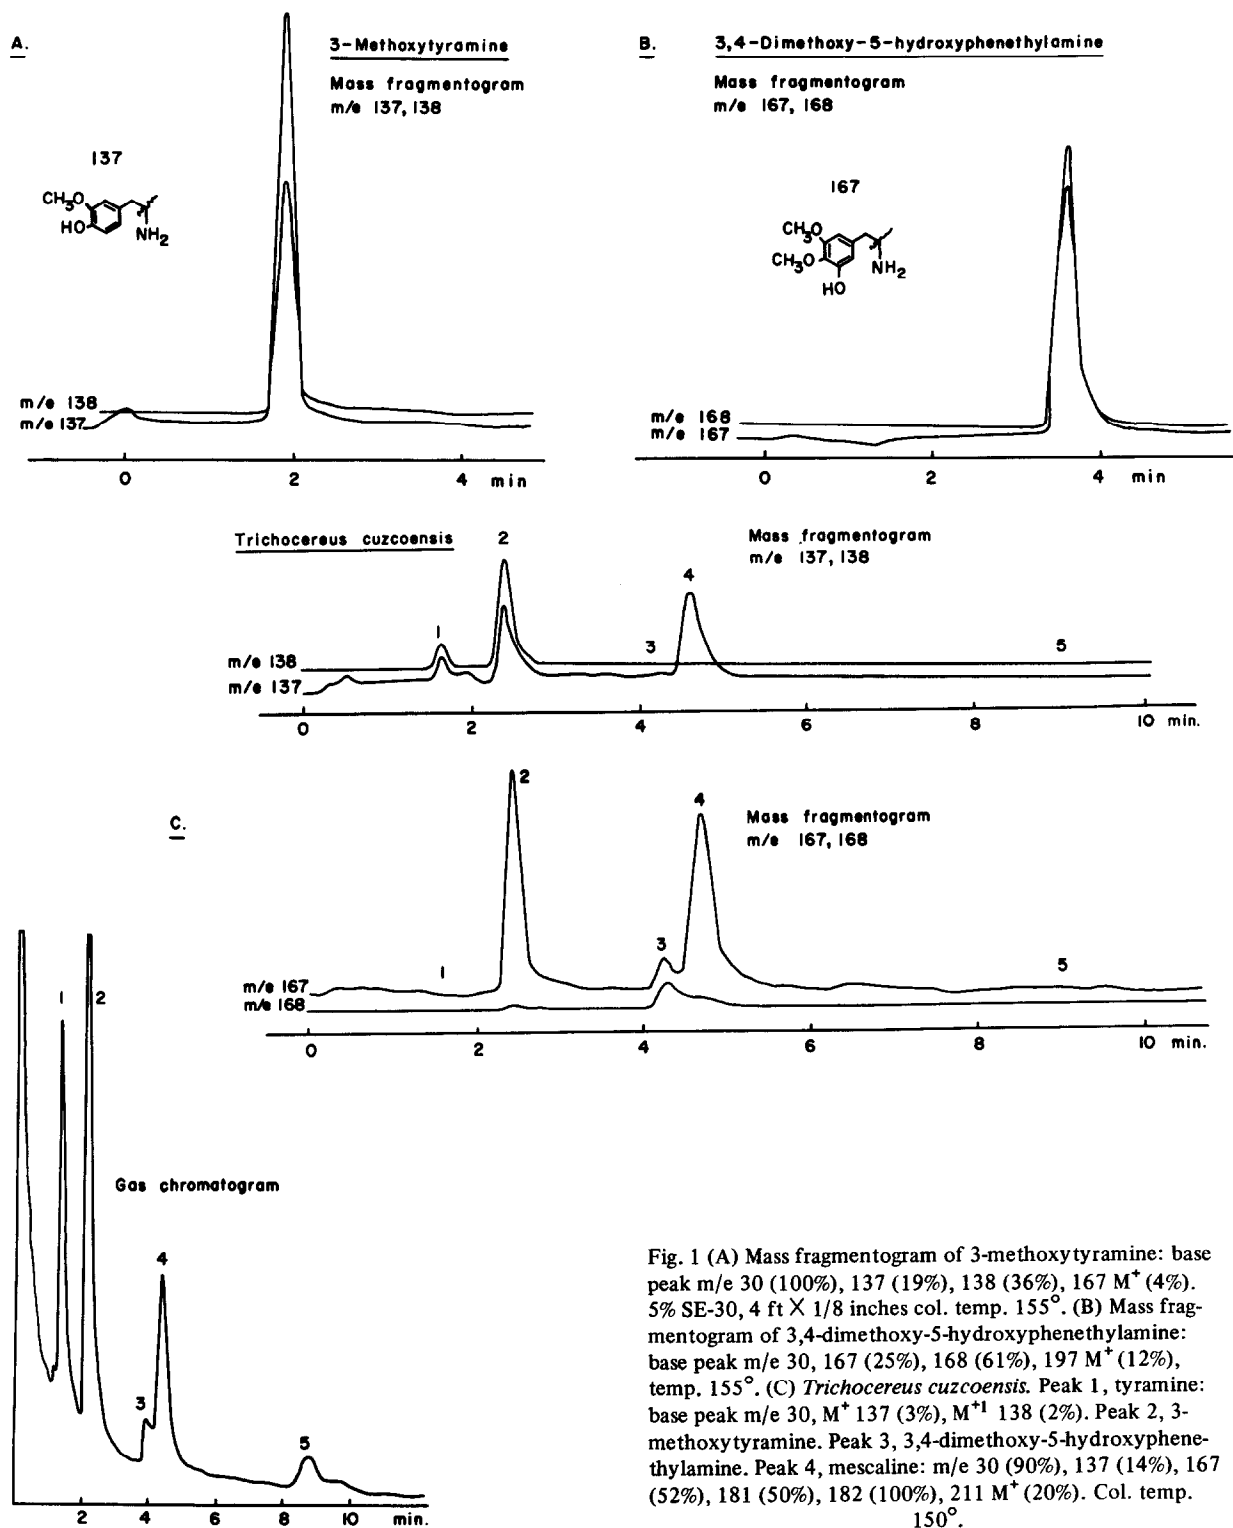 A.
3-Methoxytyramine
Mass fragmentogram
m/e 137, 138
137
CH3O
HO
NH2
m/e 138
m/e 137
0 2 4 min
B.
3,4-Dimethoxy-5-hydroxyphenethylamine
Mass fragmentogram
m/e 167, 168
167
CH3O
CH3O
HO
NH2
m/e 168
m/e 167
0 2 4 min
Trichocereus cuzcoensis
Mass fragmentogram
m/e 137, 138
1 2 3 4 5
m/e 138
m/e 137
0 2 4 6 8 10 min.
C.
Mass fragmentogram
m/e 167, 168
1 2 3 4 5
m/e 167
m/e 168
0 2 4 6 8 10 min.
Gas chromatogram
1 2 3 4 5
2 4 6 8 10 min.
Fig. 1 (A) Mass fragmentogram of 3-methoxytyramine: base
peak m/e 30 (100%), 137 (19%), 138 (36%), 167 M+ (4%).
5% SE-30, 4 ft X 1/8 inches col. temp. 155°. (B) Mass frag-
mentogram of 3,4-dimethoxy-5-hydroxyphenethylamine:
base peak m/e 30, 167 (25%), 168 (61%), 197 M+ (12%),
temp. 155°. (C) Trichocereus cuzcoensis. Peak 1, tyramine:
base peak m/e 30, M+ 137 (3%), M+1 138 (2%). Peak 2, 3-
methoxytyramine. Peak 3, 3,4-dimethoxy-5-hydroxyphene-
thylamine. Peak 4, mescaline: m/e 30 (90%), 137 (14%), 167
(52%), 181 (50%), 182 (100%), 211 M+ (20%). Col. temp.
150°.